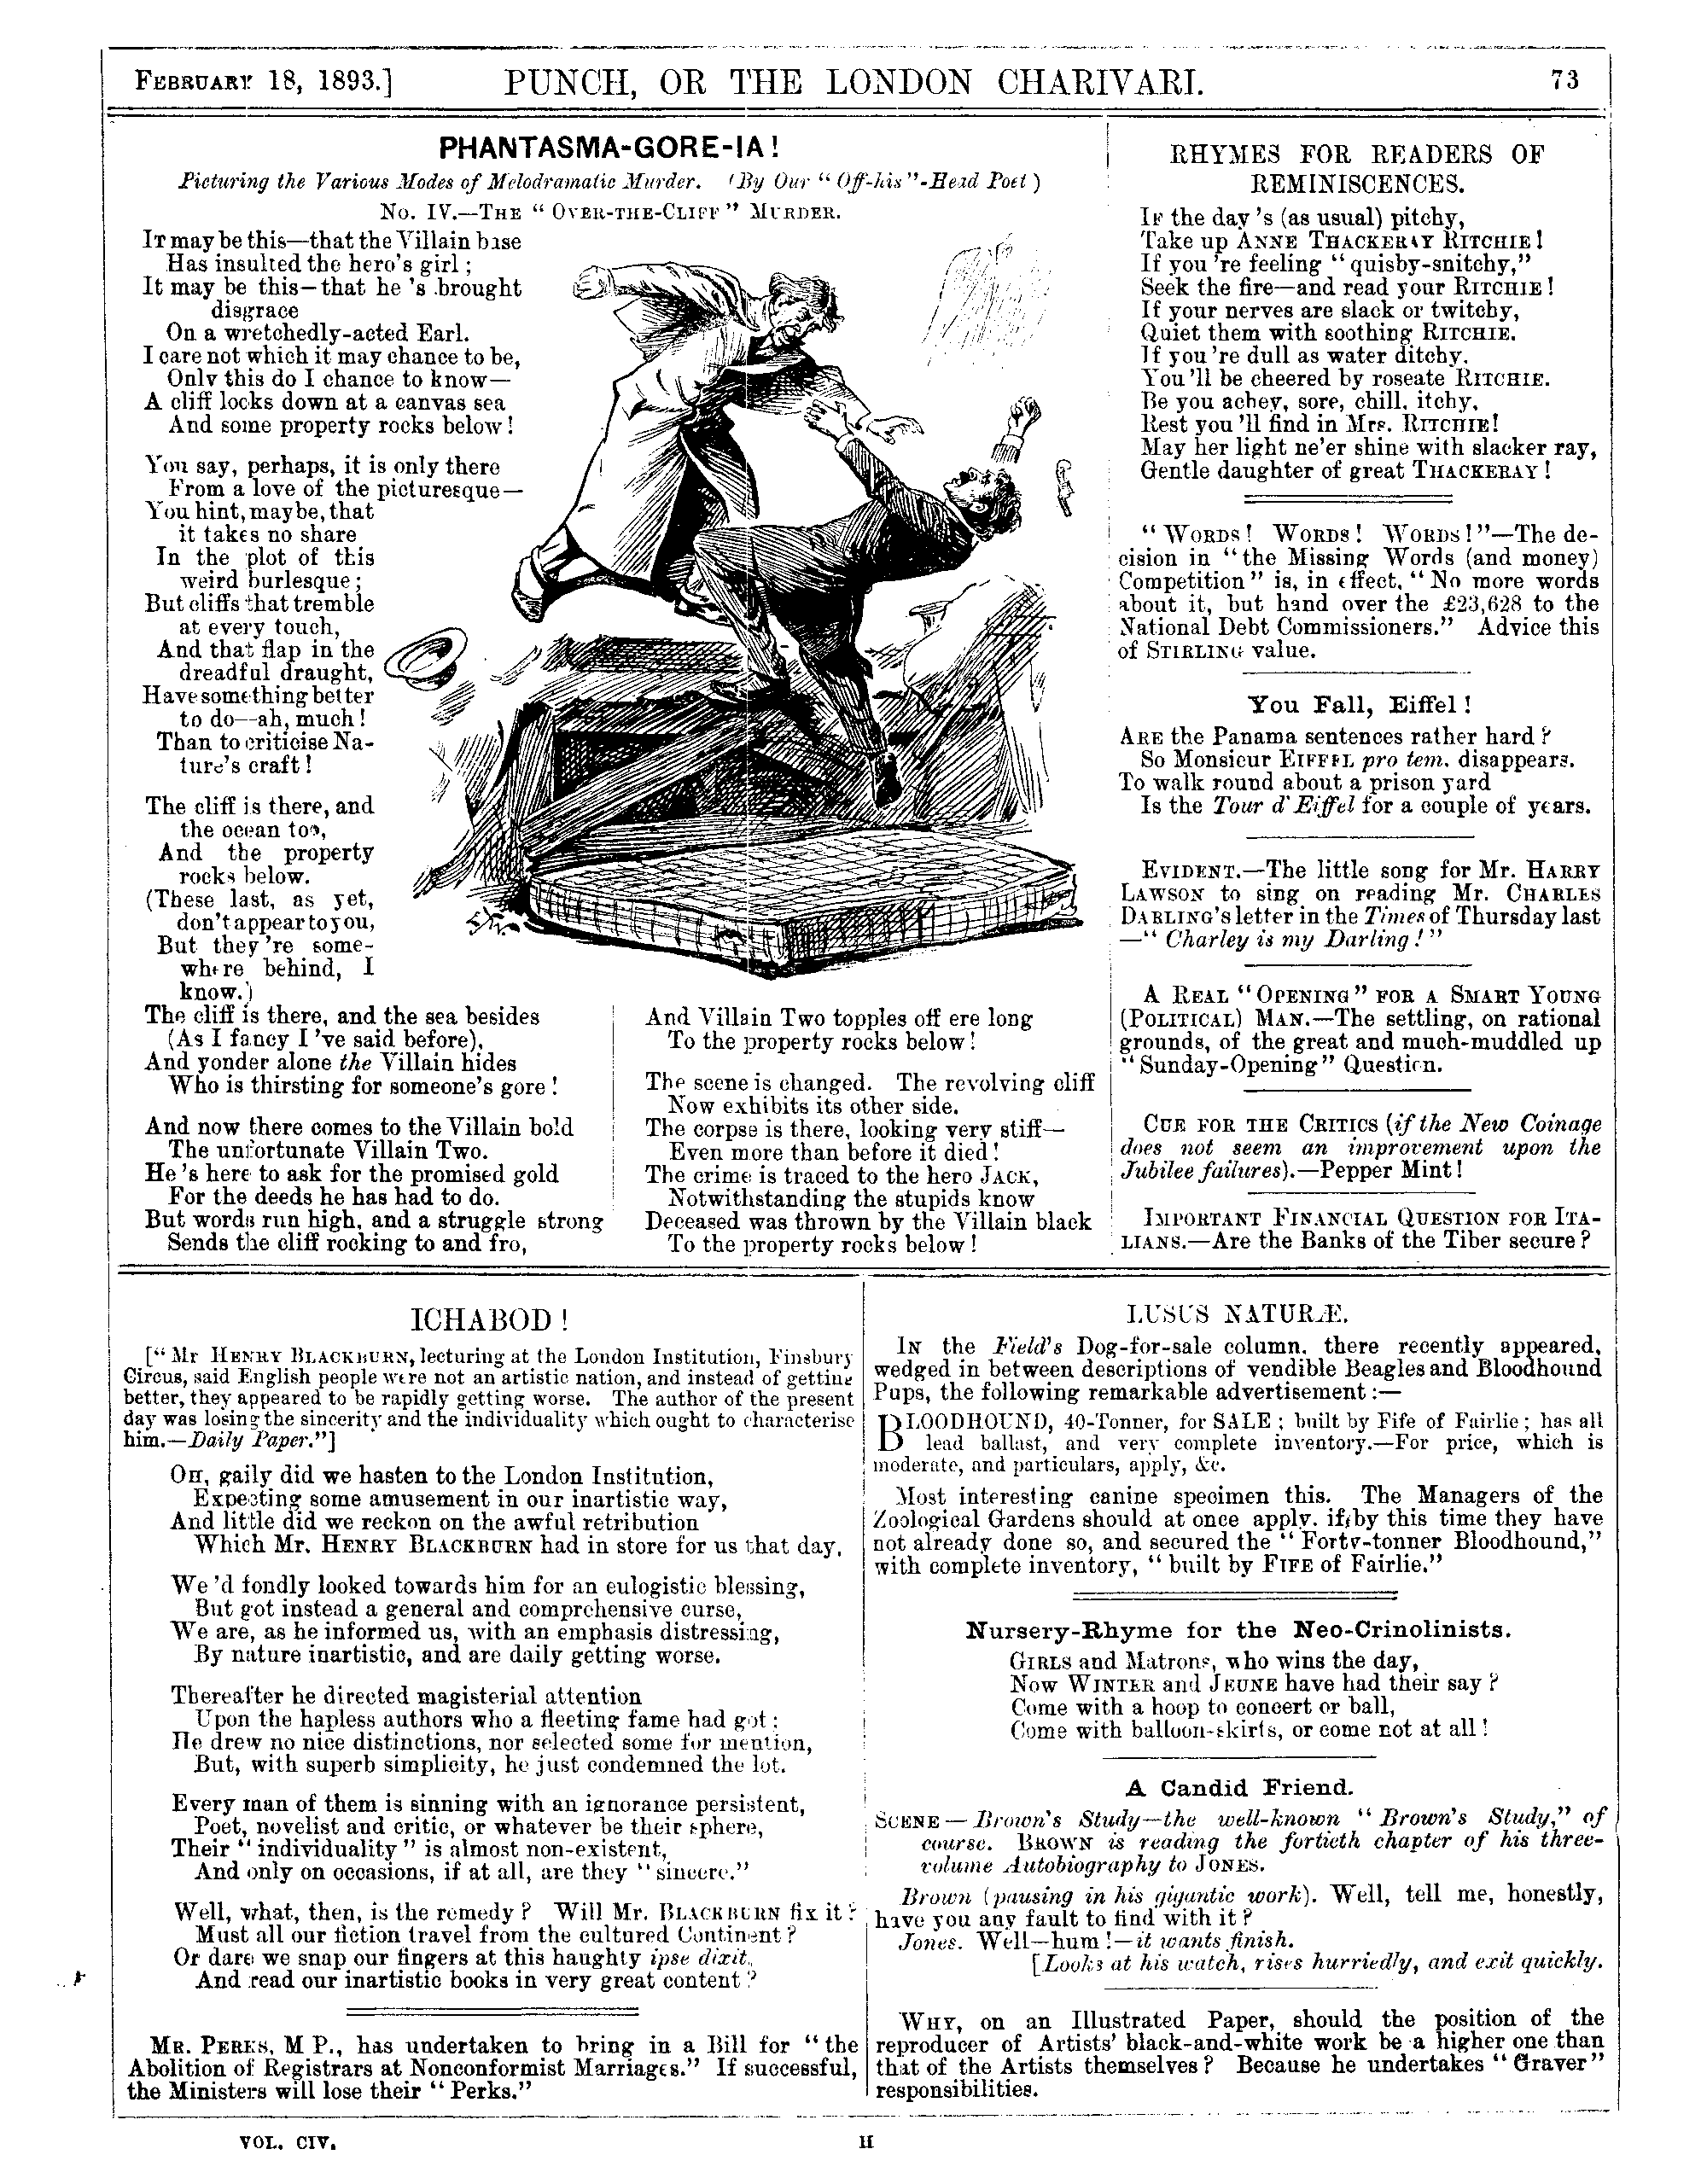 FEBRUARY 18, 1893.] PUNCH, OR THE LONDON CHARIVARI. 73
PHANTASMA-GORE-IA!
Picturing the Various Modes of Melodramatic Murder. (By Our "Off-his"-Head Poet)
No. IV.—THE "OVER-THE-CLIFF" MURDER.
IT may be this—that the Villain base
Has insulted the hero's girl;
It may be this—that he's brought
disgrace
On a wretchedly-acted Earl.
I care not which it may chance to be,
Only this do I chance to know—
A cliff looks down at a canvas sea
And some property rocks below!
You say, perhaps, it is only there
From a love of the picturesque—
You hint, maybe, that
it takes no share
In the plot of this
weird burlesque;
But cliffs that tremble
at every touch,
And that flap in the
dreadful draught,
Have something better
to do—ah, much!
Than to criticise Na-
ture's craft!
The cliff is there, and
the ocean too,
And the property
rocks below.
(These last, as yet,
don't appear to you,
But they're some-
where behind, I
know.)
The cliff is there, and the sea besides
(As I fancy I've said before),
And yonder alone the Villain hides
Who is thirsting for someone's gore!
And now there comes to the Villain bold
The unfortunate Villain Two.
He's here to ask for the promised gold
For the deeds he has had to do.
But words run high, and a struggle strong
Sends the cliff rocking to and fro,
And Villain Two topples off ere long
To the property rocks below!
The scene is changed. The revolving cliff
Now exhibits its other side.
The corpse is there, looking very stiff—
Even more than before it died!
The crime is traced to the hero JACK,
Notwithstanding the stupids know
Deceased was thrown by the Villain black
To the property rocks below!
RHYMES FOR READERS OF
REMINISCENCES.
IF the day's (as usual) pitchy,
Take up ANNE THACKERAY RITCHIE!
If you're feeling "quisby-snitchy,"
Seek the fire—and read your RITCHIE!
If your nerves are slack or twitchy,
Quiet them with soothing RITCHIE.
If you're dull as water ditchy,
You'll be cheered by roseate RITCHIE.
Be you achey, sore, chill, itchy,
Rest you'll find in Mrs. RITCHIE!
May her light ne'er shine with slacker ray,
Gentle daughter of great THACKERAY!
"WORDS! WORDS! WORDS!"—The de-
cision in "the Missing Words (and money)
Competition" is, in effect, "No more words
about it, but hand over the £23,628 to the
National Debt Commissioners." Advice this
of STIRLING value.
You Fall, Eiffel!
ARE the Panama sentences rather hard?
So Monsieur EIFFEL pro tem. disappears.
To walk round about a prison yard
Is the Tour d'Eiffel for a couple of years.
EVIDENT.—The little song for Mr. HARRY
LAWSON to sing on reading Mr. CHARLES
DARLING's letter in the Times of Thursday last
—"Charley is my Darling!"
A REAL "OPENING" FOR A SMART YOUNG
(POLITICAL) MAN.—The settling, on rational
grounds, of the great and much-muddled up
"Sunday-Opening" Question.
CUE FOR THE CRITICS (if the New Coinage
does not seem an improvement upon the
Jubilee failures).—Pepper Mint!
IMPORTANT FINANCIAL QUESTION FOR ITA-
LIANS.—Are the Banks of the Tiber secure?
ICHABOD!
["Mr HENRY BLACKBURN, lecturing at the London Institution, Finsbury
Circus, said English people were not an artistic nation, and instead of getting
better, they appeared to be rapidly getting worse. The author of the present
day was losing the sincerity and the individuality which ought to characterise
him.—Daily Paper."]
OH, gaily did we hasten to the London Institution,
Expecting some amusement in our inartistic way,
And little did we reckon on the awful retribution
Which Mr. HENRY BLACKBURN had in store for us that day.
We'd fondly looked towards him for an eulogistic blessing,
But got instead a general and comprehensive curse,
We are, as he informed us, with an emphasis distressing,
By nature inartistic, and are daily getting worse.
Thereafter he directed magisterial attention
Upon the hapless authors who a fleeting fame had got:
He drew no nice distinctions, nor selected some for mention,
But, with superb simplicity, he just condemned the lot.
Every man of them is sinning with an ignorance persistent,
Poet, novelist and critic, or whatever be their sphere,
Their "individuality" is almost non-existent,
And only on occasions, if at all, are they "sincere."
Well, what, then, is the remedy? Will Mr. BLACKBURN fix it?
Must all our fiction travel from the cultured Continent?
Or dare we snap our fingers at this haughty ipse dixit,
And read our inartistic books in very great content?
MR. PERKS, M P., has undertaken to bring in a Bill for "the
Abolition of Registrars at Nonconformist Marriages." If successful,
the Ministers will lose their "Perks."
LUSUS NATURÆ.
IN the Field's Dog-for-sale column, there recently appeared,
wedged in between descriptions of vendible Beagles and Bloodhound
Pups, the following remarkable advertisement:—
BLOODHOUND, 40-Tonner, for SALE; built by Fife of Fairlie; has all
lead ballast, and very complete inventory.—For price, which is
moderate, and particulars, apply, &c.
Most interesting canine specimen this. The Managers of the
Zoological Gardens should at once apply, if by this time they have
not already done so, and secured the "Forty-tonner Bloodhound,"
with complete inventory, "built by FIFE of Fairlie."
Nursery-Rhyme for the Neo-Crinolinists.
GIRLS and Matrons, who wins the day,
Now WINTER and JEUNE have had their say?
Come with a hoop to concert or ball,
Come with balloon-skirts, or come not at all!
A Candid Friend.
SCENE—Brown's Study—the well-known "Brown's Study," of
course. BROWN is reading the fortieth chapter of his three-
volume Autobiography to JONES.
Brown (pausing in his gigantic work). Well, tell me, honestly,
have you any fault to find with it?
Jones. Well—hum!—it wants finish.
[Looks at his watch, rises hurriedly, and exit quickly.
WHY, on an Illustrated Paper, should the position of the
reproducer of Artists' black-and-white work be a higher one than
that of the Artists themselves? Because he undertakes "Graver"
responsibilities.
VOL. CIV. H